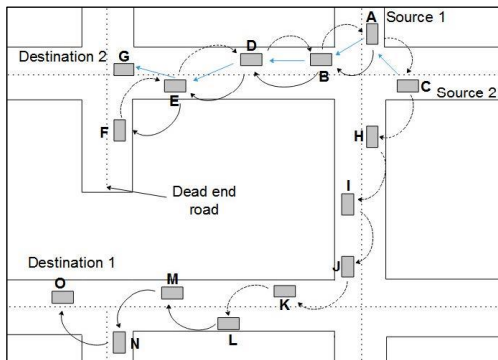 A
Source 1
Destination 2
G
D
B
E
C
Source 2
F
H
Dead end
road
I
Destination 1
J
O
M
K
L
N